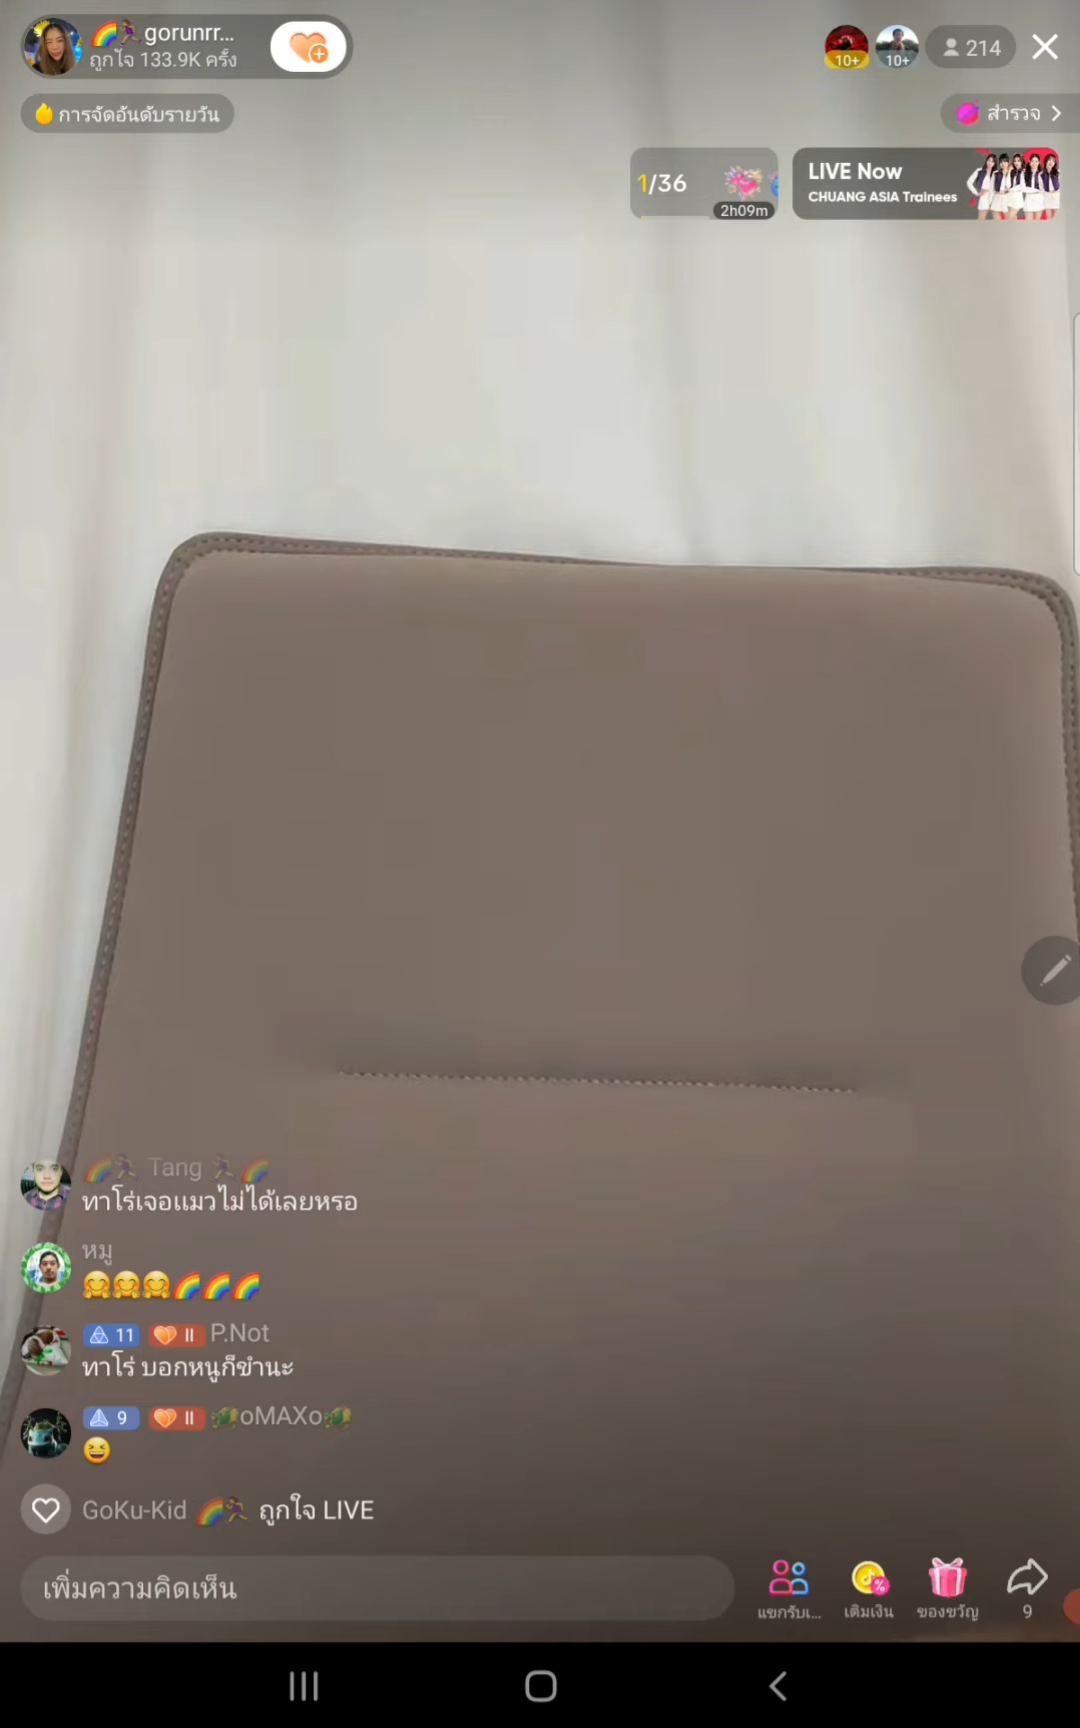 gorunrr...
ถูกใจ 133.9K ครั้ง
10+
10+
214
การจัดอันดับรายวัน
สำรวจ
1/36
2h09m
LIVE Now
CHUANG ASIA Trainees
Tang
ทาโร่เจอแมวไม่ได้เลยหรอ
หมู
11 II P.Not
ทาโร่ บอกหนูก็ขำนะ
9 II oMAXo
GoKu-Kid ถูกใจ LIVE
เพิ่มความคิดเห็น
แขกรับเ...
เติมเงิน
ของขวัญ
9